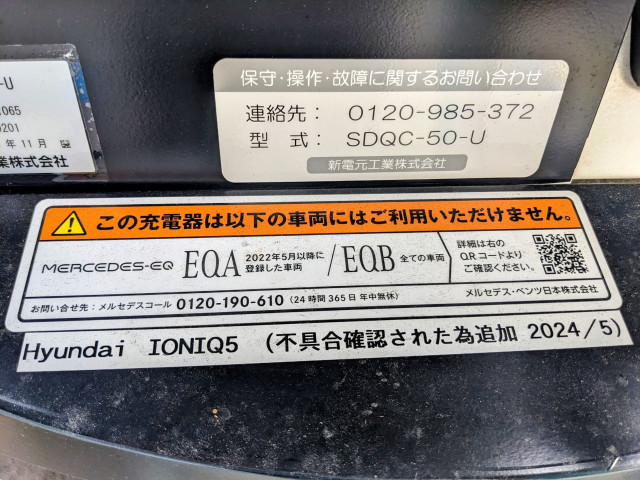 -U
1065
0201
年11月 製
工業株式会社
保守・操作・故障に関するお問い合わせ
連絡先： 0120-985-372
型　式： SDQC-50-U
新電元工業株式会社
この充電器は以下の車両にはご利用いただけません。
MERCEDES-EQ EQA 2022年5月以降に登録した車両 /EQB 全ての車両
詳細は右の
QRコードより
ご確認ください。
お問い合せ先：メルセデスコール 0120-190-610 (24時間365日 年中無休)
メルセデス・ベンツ日本株式会社
Hyundai IONIQ5 (不具合確認された為追加 2024/5)